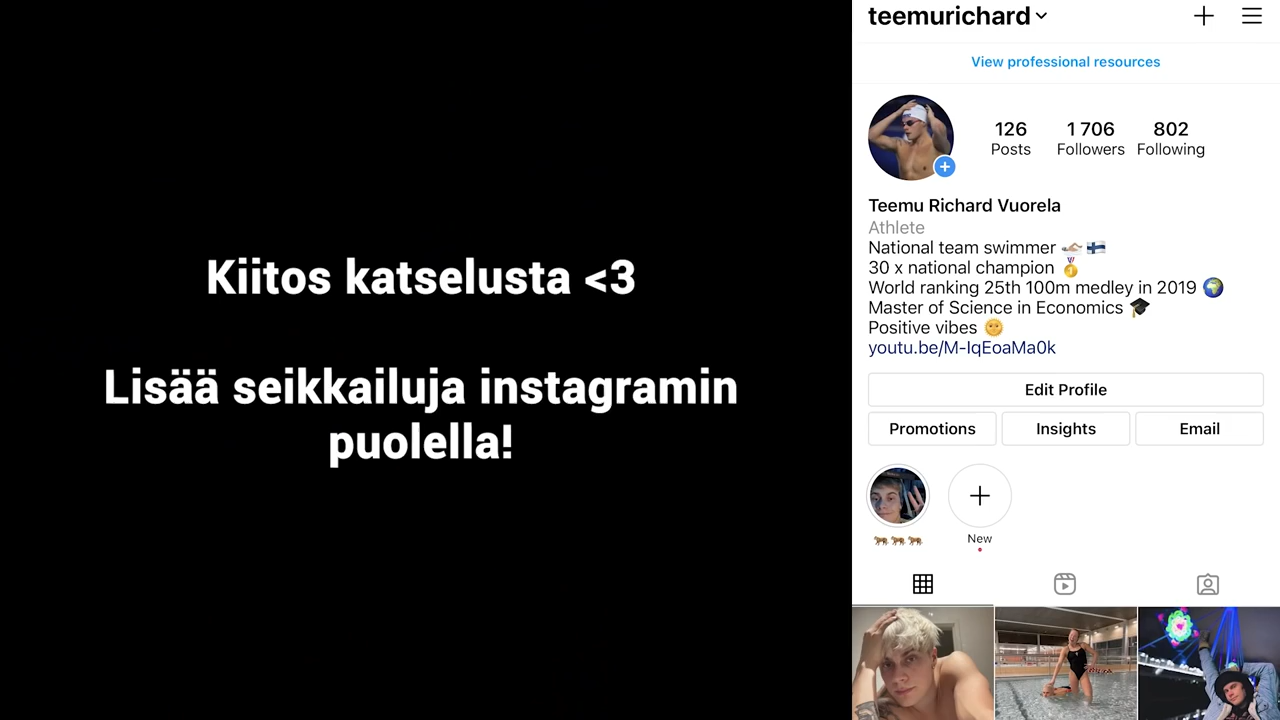 Kiitos katselusta <3
Lisää seikkailuja instagramin
puolella!
teemurichard
View professional resources
126
Posts
1 706
Followers
802
Following
Teemu Richard Vuorela
Athlete
National team swimmer 🏊🏼🇫🇮
30 x national champion 🏅
World ranking 25th 100m medley in 2019 🌍
Master of Science in Economics 🎓
Positive vibes 🌞
youtu.be/M-IqEoaMa0k
Edit Profile
Promotions
Insights
Email
🐆🐆🐆
New